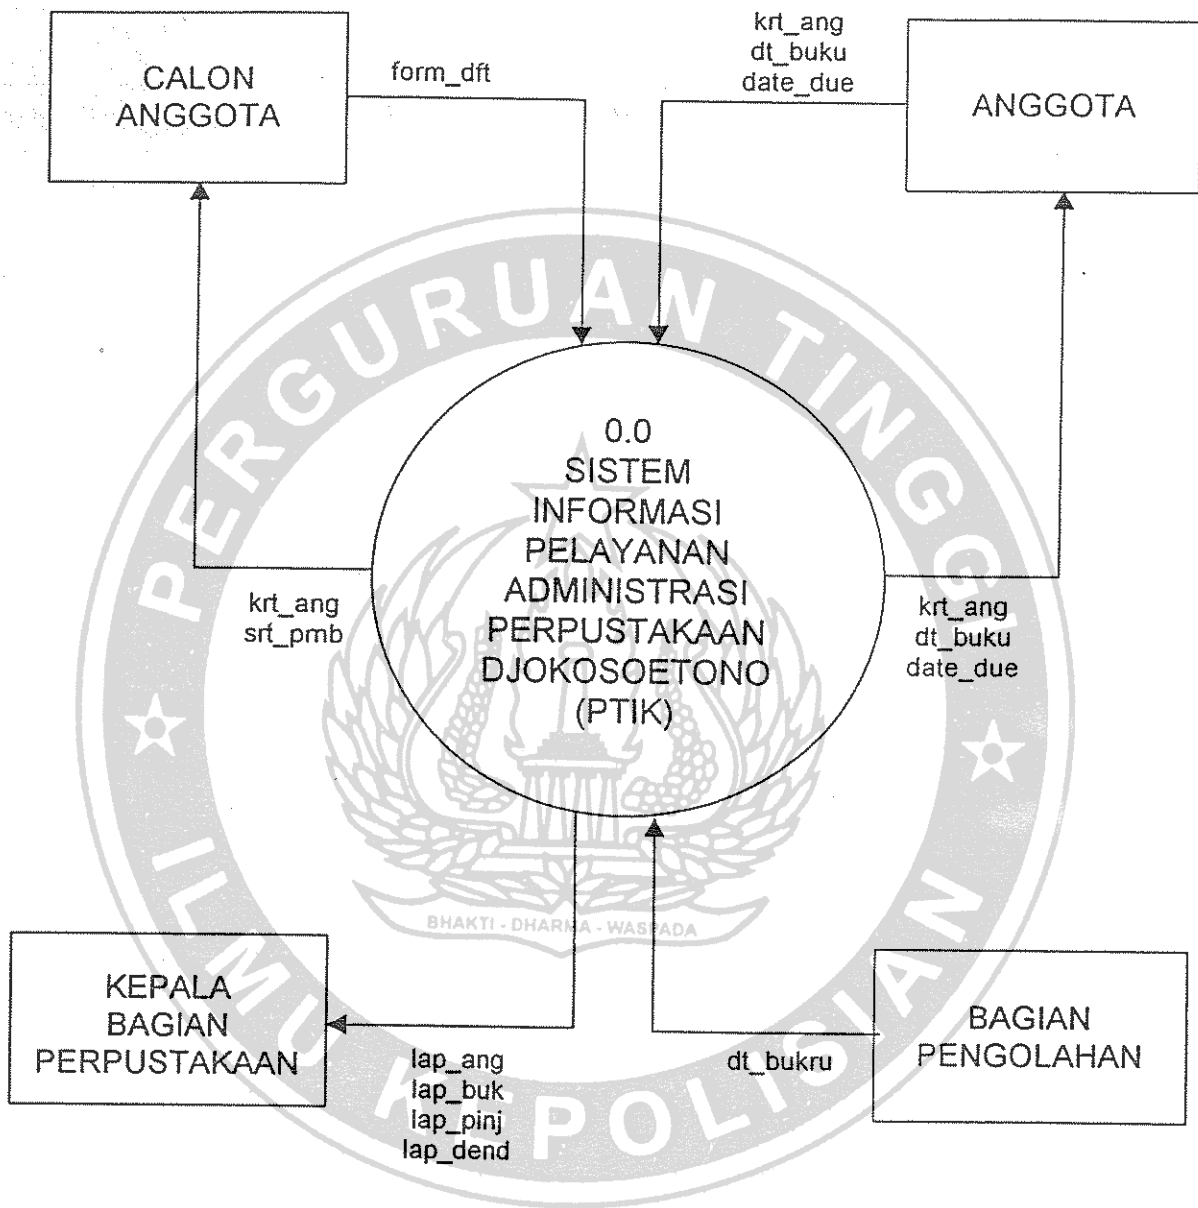 CALON
ANGGOTA
form_dft
krt_ang
dt_buku
date_due
ANGGOTA
PERGURUAN TINGGI
0.0
SISTEM
INFORMASI
PELAYANAN
ADMINISTRASI
PERPUSTAKAAN
DJOKOSOETONO
(PTIK)
krt_ang
srt_pmb
krt_ang
dt_buku
date_due
BHAKTI - DHARMA - WASPADA
KEPALA
BAGIAN
PERPUSTAKAAN
lap_ang
lap_buk
lap_pinj
lap_dend
dt_bukru
BAGIAN
PENGOLAHAN
ILMU KEPOLISIAN